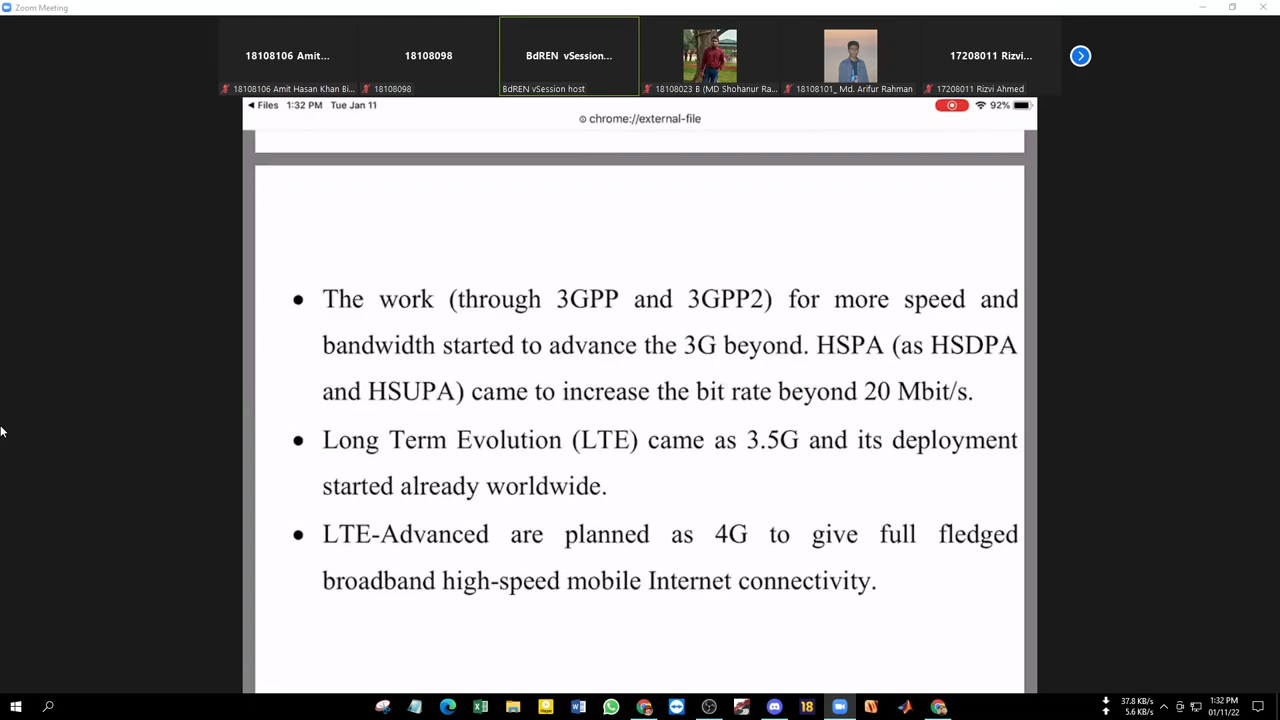 Zoom Meeting
18108106 Amit...
18108098
BdREN vSession...
17208011 Rizvi...
18108106 Amit Hasan Khan Bi...
18108098
BdREN vSession host
18108023 B (MD Shohanur Ra...
18108101_ Md. Arifur Rahman
17208011 Rizvi Ahmed
Files 1:32 PM Tue Jan 11
92%
chrome://external-file
The work (through 3GPP and 3GPP2) for more speed and
bandwidth started to advance the 3G beyond. HSPA (as HSDPA
and HSUPA) came to increase the bit rate beyond 20 Mbit/s.
Long Term Evolution (LTE) came as 3.5G and its deployment
started already worldwide.
LTE-Advanced are planned as 4G to give full fledged
broadband high-speed mobile Internet connectivity.
18
37.8 KB/s
5.6 KB/s
1:32 PM
01/11/22